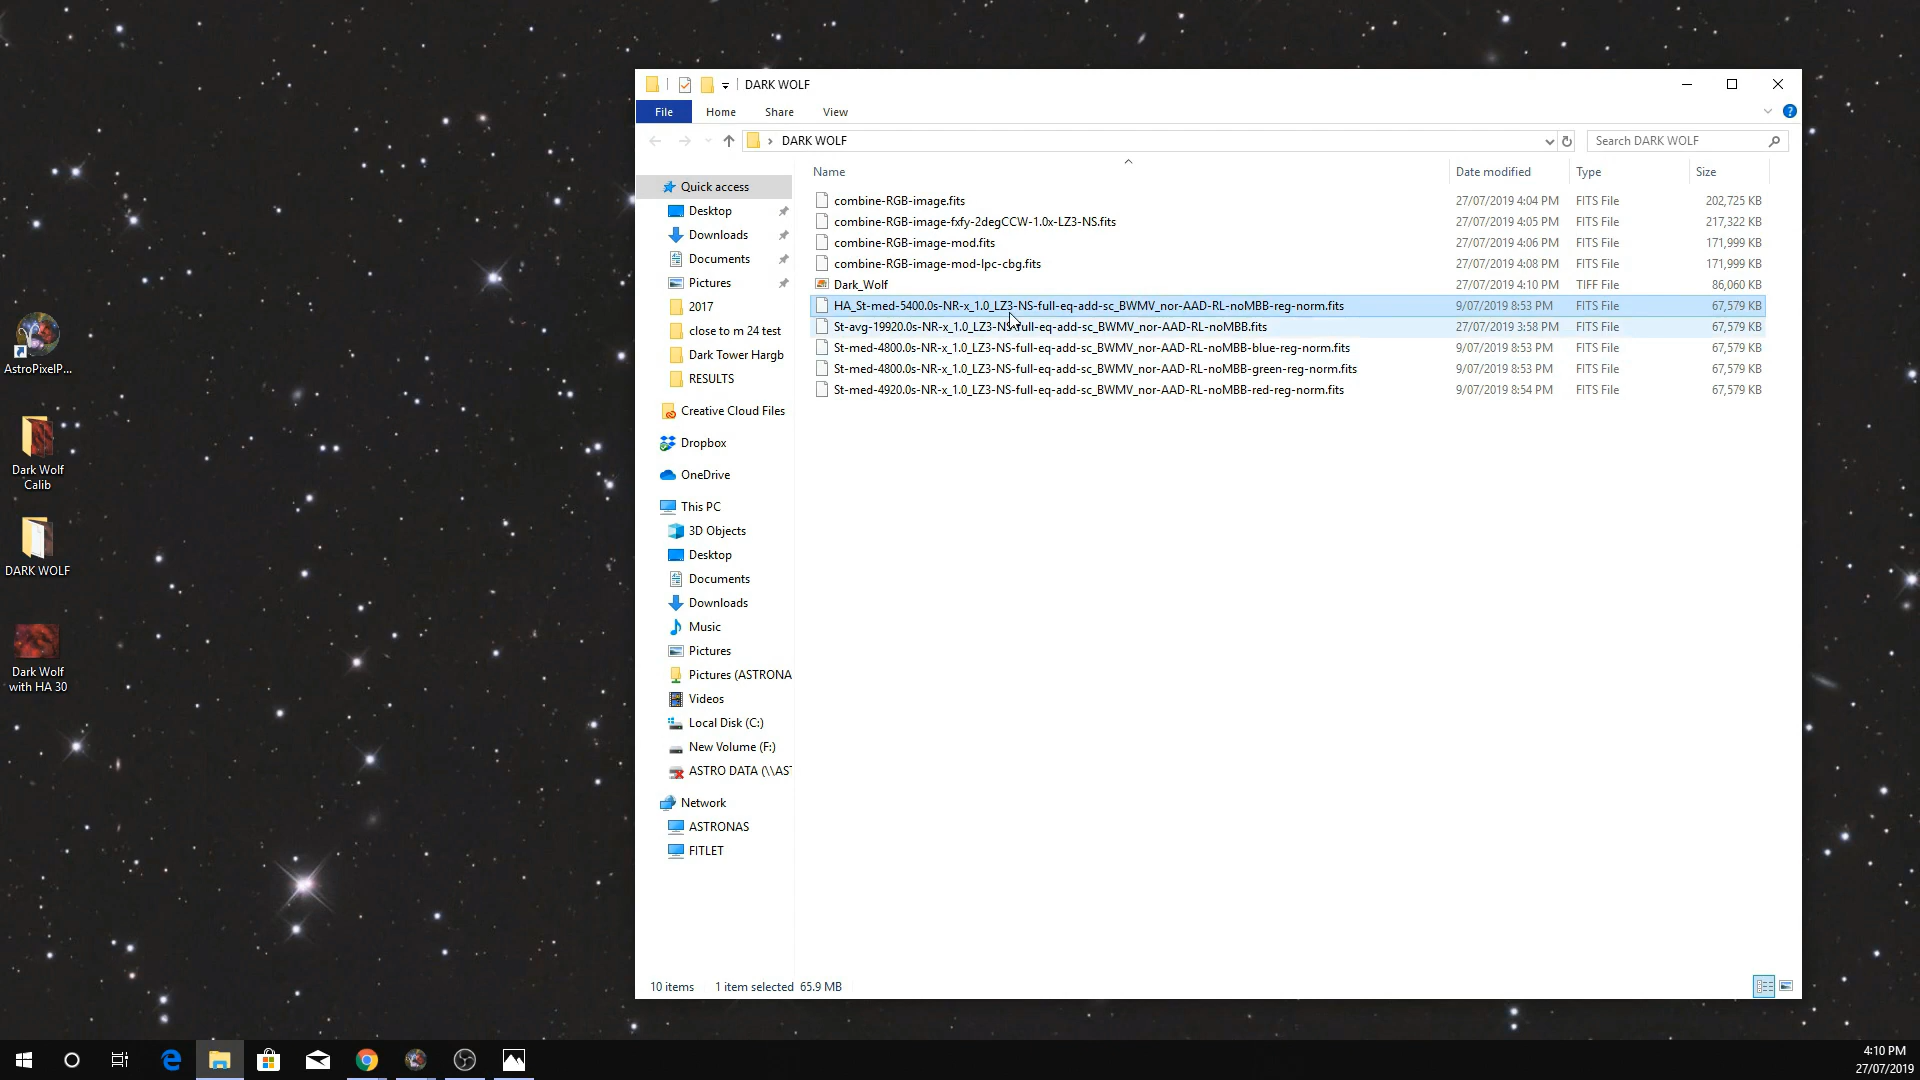 AstroPixelP...
Dark Wolf
Calib
DARK WOLF
Dark Wolf
with HA 30
DARK WOLF
File
Home
Share
View
DARK WOLF
Search DARK WOLF
Name
Date modified
Type
Size
combine-RGB-image.fits 27/07/2019 4:04 PM FITS File 202,725 KB
combine-RGB-image-fxfy-2degCCW-1.0x-LZ3-NS.fits 27/07/2019 4:05 PM FITS File 217,322 KB
combine-RGB-image-mod.fits 27/07/2019 4:06 PM FITS File 171,999 KB
combine-RGB-image-mod-lpc-cbg.fits 27/07/2019 4:08 PM FITS File 171,999 KB
Dark_Wolf 27/07/2019 4:10 PM TIFF File 86,060 KB
HA_St-med-5400.0s-NR-x_1.0_LZ3-NS-full-eq-add-sc_BWMV_nor-AAD-RL-noMBB-reg-norm.fits 9/07/2019 8:53 PM FITS File 67,579 KB
St-avg-19920.0s-NR-x_1.0_LZ3-NS-full-eq-add-sc_BWMV_nor-AAD-RL-noMBB.fits 27/07/2019 3:58 PM FITS File 67,579 KB
St-med-4800.0s-NR-x_1.0_LZ3-NS-full-eq-add-sc_BWMV_nor-AAD-RL-noMBB-blue-reg-norm.fits 9/07/2019 8:53 PM FITS File 67,579 KB
St-med-4800.0s-NR-x_1.0_LZ3-NS-full-eq-add-sc_BWMV_nor-AAD-RL-noMBB-green-reg-norm.fits 9/07/2019 8:53 PM FITS File 67,579 KB
St-med-4920.0s-NR-x_1.0_LZ3-NS-full-eq-add-sc_BWMV_nor-AAD-RL-noMBB-red-reg-norm.fits 9/07/2019 8:54 PM FITS File 67,579 KB
Quick access
Desktop
Downloads
Documents
Pictures
2017
close to m 24 test
Dark Tower Hargb
RESULTS
Creative Cloud Files
Dropbox
OneDrive
This PC
3D Objects
Desktop
Documents
Downloads
Music
Pictures
Pictures (ASTRONA
Videos
Local Disk (C:)
New Volume (F:)
ASTRO DATA (\\AST
Network
ASTRONAS
FITLET
10 items 1 item selected 65.9 MB
4:10 PM
27/07/2019